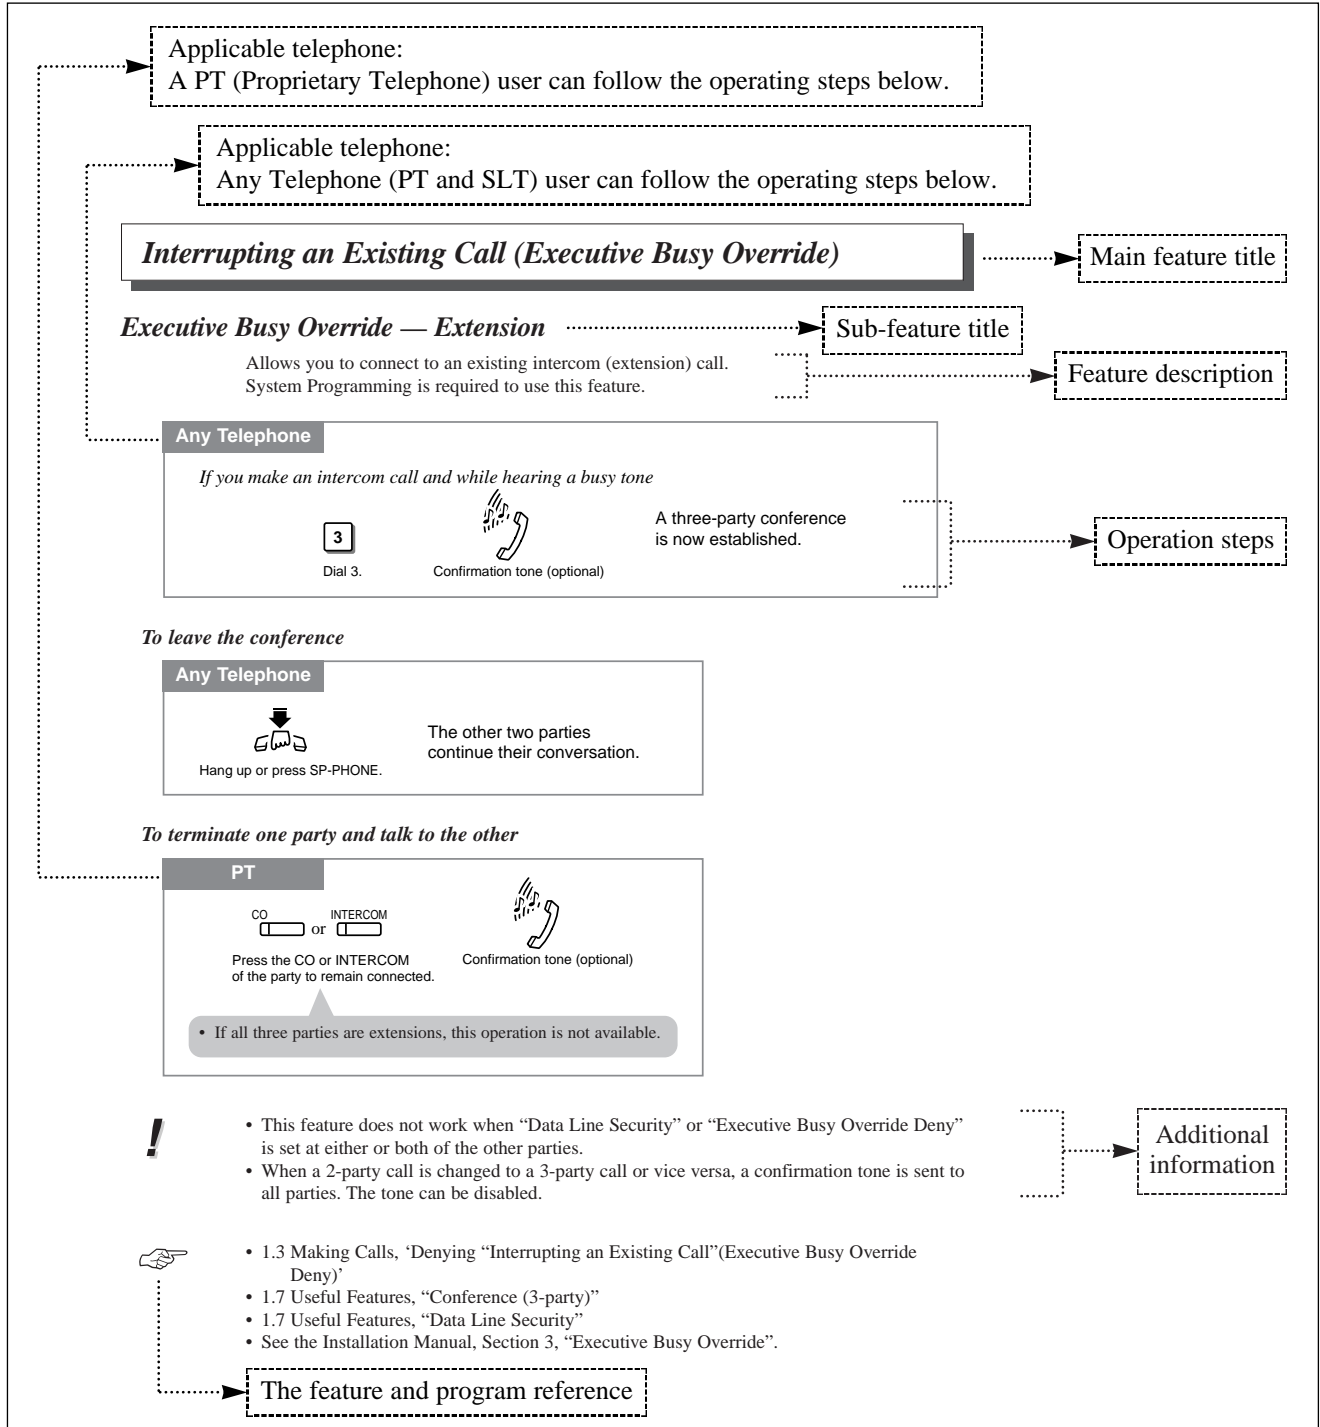 Applicable telephone:
A PT (Proprietary Telephone) user can follow the operating steps below.
Applicable telephone:
Any Telephone (PT and SLT) user can follow the operating steps below.
Interrupting an Existing Call (Executive Busy Override)
Main feature title
Executive Busy Override — Extension
Sub-feature title
Allows you to connect to an existing intercom (extension) call.
System Programming is required to use this feature.
Feature description
Any Telephone
If you make an intercom call and while hearing a busy tone
3
Dial 3.
Confirmation tone (optional)
A three-party conference
is now established.
Operation steps
To leave the conference
Any Telephone
Hang up or press SP-PHONE.
The other two parties
continue their conversation.
To terminate one party and talk to the other
PT
CO
or
INTERCOM
Press the CO or INTERCOM
of the party to remain connected.
Confirmation tone (optional)
• If all three parties are extensions, this operation is not available.
!
• This feature does not work when “Data Line Security” or “Executive Busy Override Deny”
is set at either or both of the other parties.
• When a 2-party call is changed to a 3-party call or vice versa, a confirmation tone is sent to
all parties. The tone can be disabled.
Additional
information
• 1.3 Making Calls, ‘Denying “Interrupting an Existing Call”(Executive Busy Override
Deny)’
• 1.7 Useful Features, “Conference (3-party)”
• 1.7 Useful Features, “Data Line Security”
• See the Installation Manual, Section 3, “Executive Busy Override”.
The feature and program reference